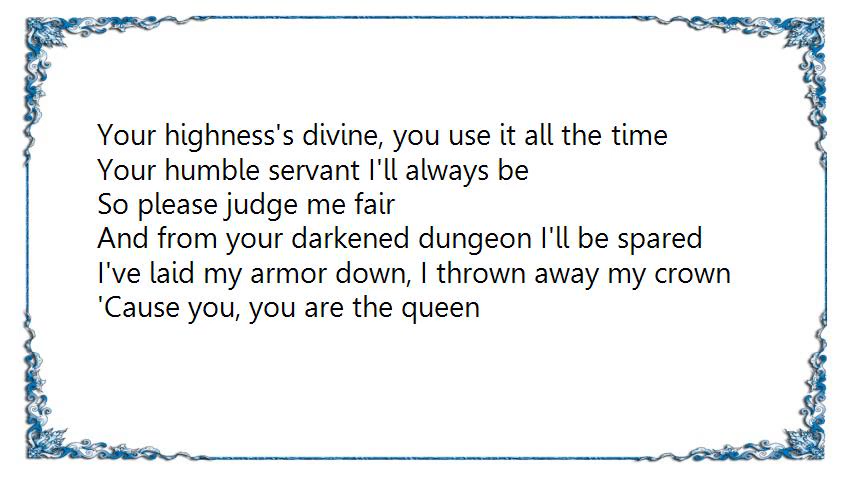 Your highness's divine, you use it all the time
Your humble servant I'll always be
So please judge me fair
And from your darkened dungeon I'll be spared
I've laid my armor down, I thrown away my crown
'Cause you, you are the queen